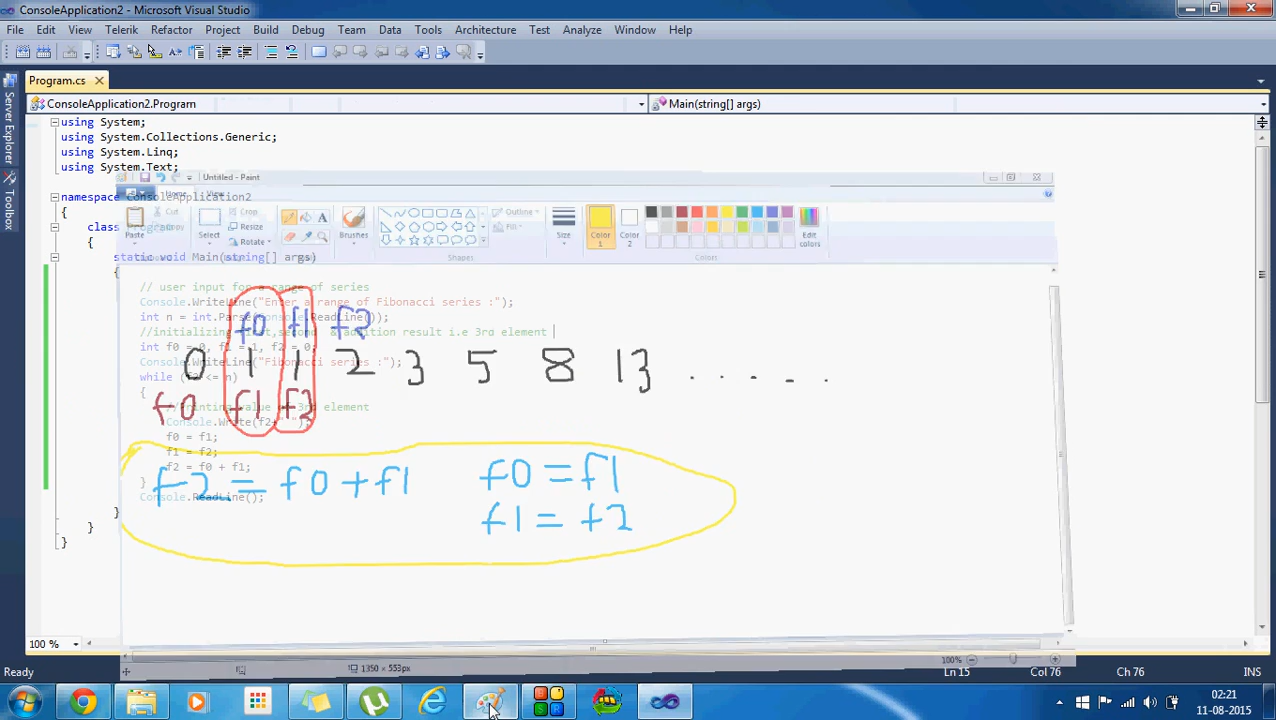 ConsoleApplication2 - Microsoft Visual Studio
File Edit View Telerik Refactor Project Build Debug Team Data Tools Architecture Test Analyze Window Help
Program.cs
ConsoleApplication2.Program Main(string[] args)
Server Explorer
Toolbox
using System;
using System.Collections.Generic;
using System.Linq;
using System.Text;
Untitled - Paint
namespace ConsoleApplication2
{
class Program
{
static void Main(string[] args)
{
Home View
Paste Cut Copy
Select Crop Resize Rotate
Brushes
Shapes
Outline
Fill
Size
Color 1
Color 2
Edit colors
Colors
// user input for a range of series
Console.WriteLine("Enter a range of Fibonacci series :");
int n = int.Parse(Console.ReadLine());
//initializing first,second & addition result i.e 3rd element
int f0 = 0, f1 = 1, f2 = 0;
Console.WriteLine("Fibonacci series :");
while (f2 <= n)
{
//Printing value of 3rd element
Console.Write(f2+" ");
f0 = f1;
f1 = f2;
f2 = f0 + f1;
}
Console.ReadLine();
}
}
}
f0 f1 f2
0 1 1 2 3 5 8 13 . . . . .
f0 f1 f2
f2 = f0 + f1 f0 = f1
f1 = f2
100 %
1350 × 553px
100%
Ready Ln 15 Col 76 Ch 76 INS
02:21
11-08-2015